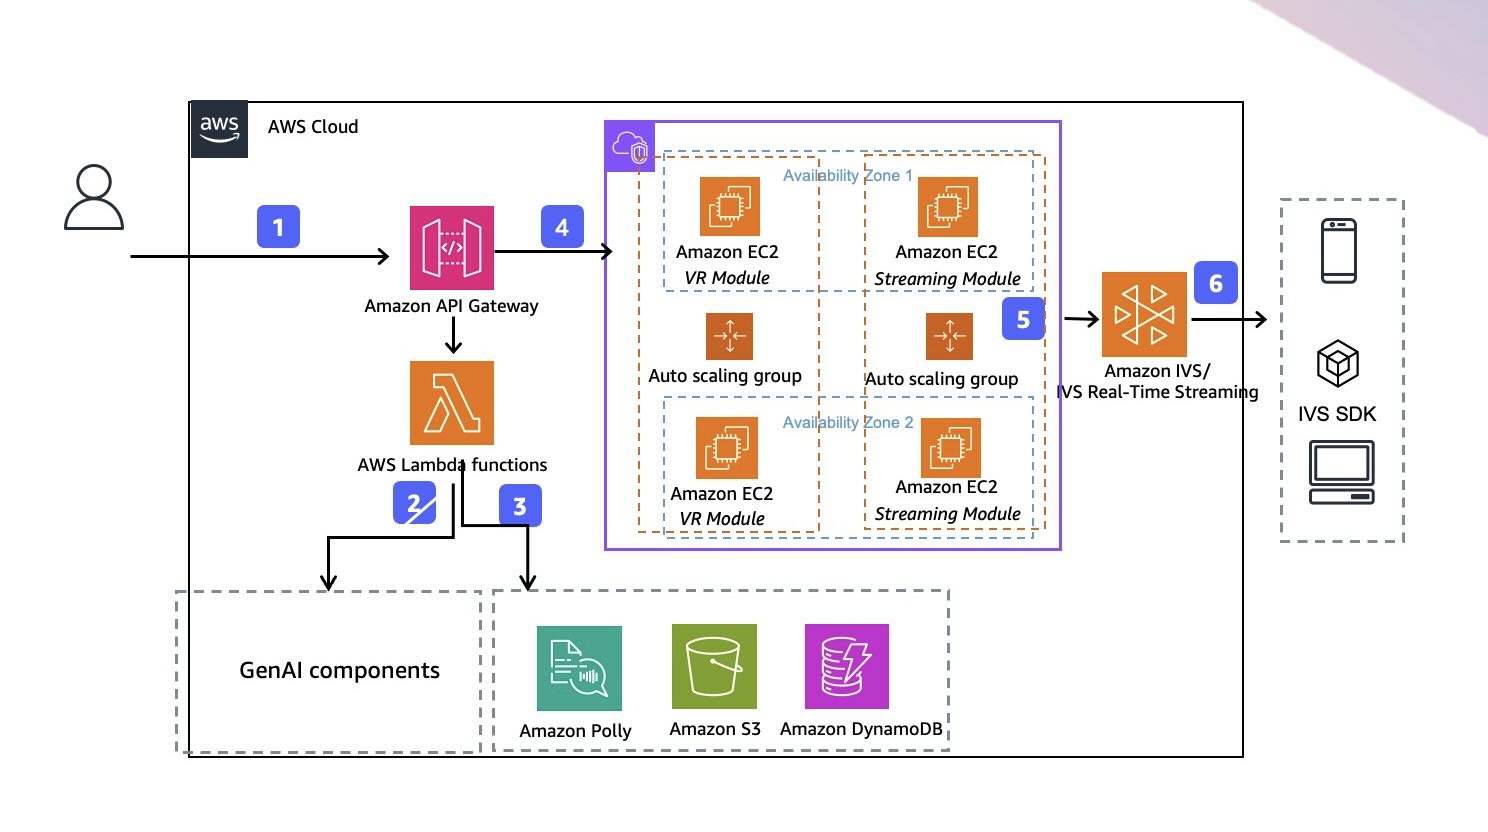 aws
AWS Cloud
1
Amazon API Gateway
4
AWS Lambda functions
2
3
GenAI components
Amazon Polly
Amazon S3
Amazon DynamoDB
Availability Zone 1
Amazon EC2
VR Module
Amazon EC2
Streaming Module
Auto scaling group
Auto scaling group
5
Availability Zone 2
Amazon EC2
VR Module
Amazon EC2
Streaming Module
Amazon IVS/
IVS Real-Time Streaming
6
IVS SDK